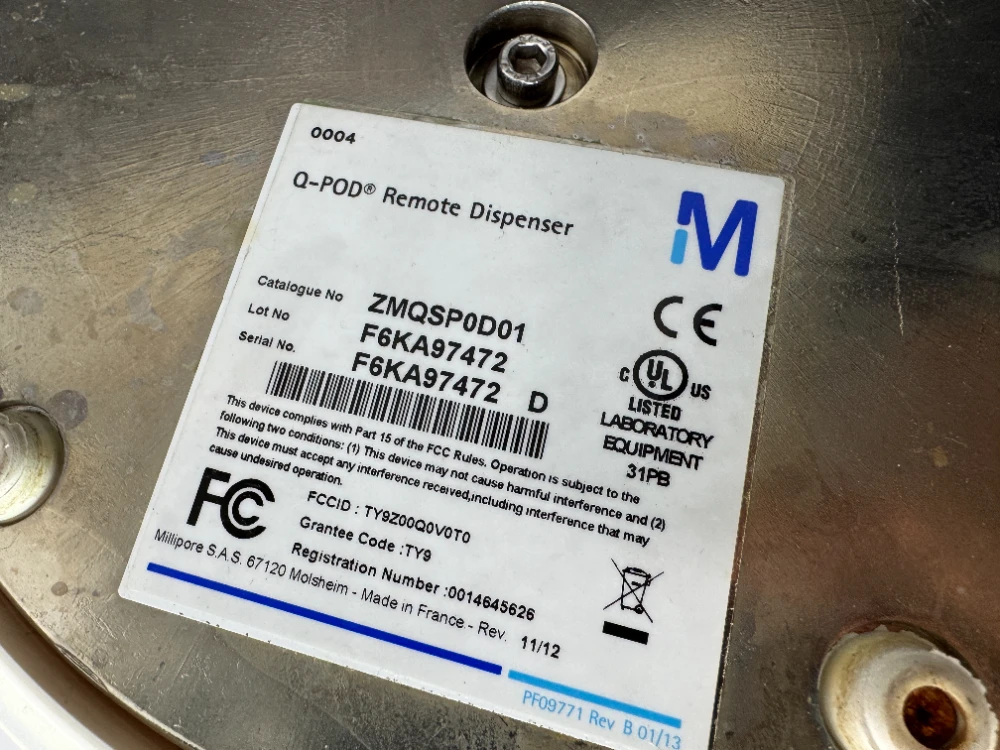 0004
Q-POD® Remote Dispenser
M
Catalogue No ZMQSP0D01
Lot No F6KA97472
Serial No. F6KA97472 D
CE
C UL US
LISTED
LABORATORY
EQUIPMENT
31PB
This device complies with Part 15 of the FCC Rules. Operation is subject to the
following two conditions: (1) This device may not cause harmful interference and (2)
This device must accept any interference received,including interference that may
cause undesired operation.
FC
FCCID : TY9Z00Q0V0T0
Grantee Code :TY9
Registration Number :0014645626
Millipore S.A.S. 67120 Molsheim - Made in France - Rev. 11/12
PF09771 Rev B 01/13